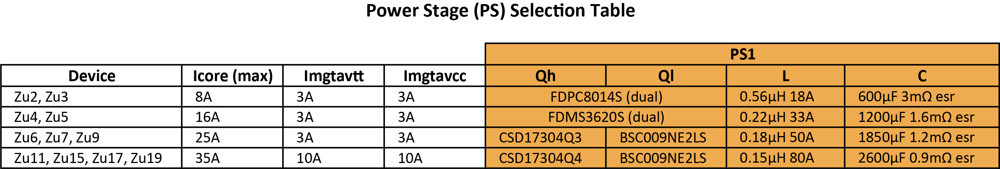 Power Stage (PS) Selection Table
PS1
Device Icore (max) Imgtavtt Imgtavcc Qh Ql L C
Zu2, Zu3 8A 3A 3A FDPC8014S (dual) 0.56µH 18A 600µF 3mΩ esr
Zu4, Zu5 16A 3A 3A FDMS3620S (dual) 0.22µH 33A 1200µF 1.6mΩ esr
Zu6, Zu7, Zu9 25A 3A 3A CSD17304Q3 BSC009NE2LS 0.18µH 50A 1850µF 1.2mΩ esr
Zu11, Zu15, Zu17, Zu19 35A 10A 10A CSD17304Q4 BSC009NE2LS 0.15µH 80A 2600µF 0.9mΩ esr